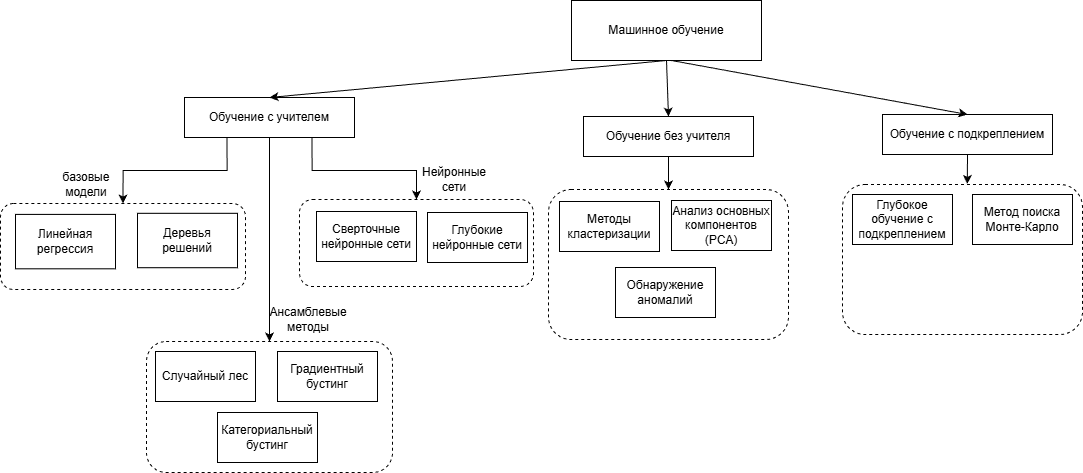 Машинное обучение
Обучение с учителем
Обучение без учителя
Обучение с подкреплением
базовые
модели
Нейронные
сети
Линейная
регрессия
Деревья
решений
Сверточные
нейронные сети
Глубокие
нейронные сети
Методы
кластеризации
Анализ основных
компонентов
(PCA)
Обнаружение
аномалий
Глубокое
обучение с
подкреплением
Метод поиска
Монте-Карло
Ансамблевые
методы
Случайный лес
Градиентный
бустинг
Категориальный
бустинг